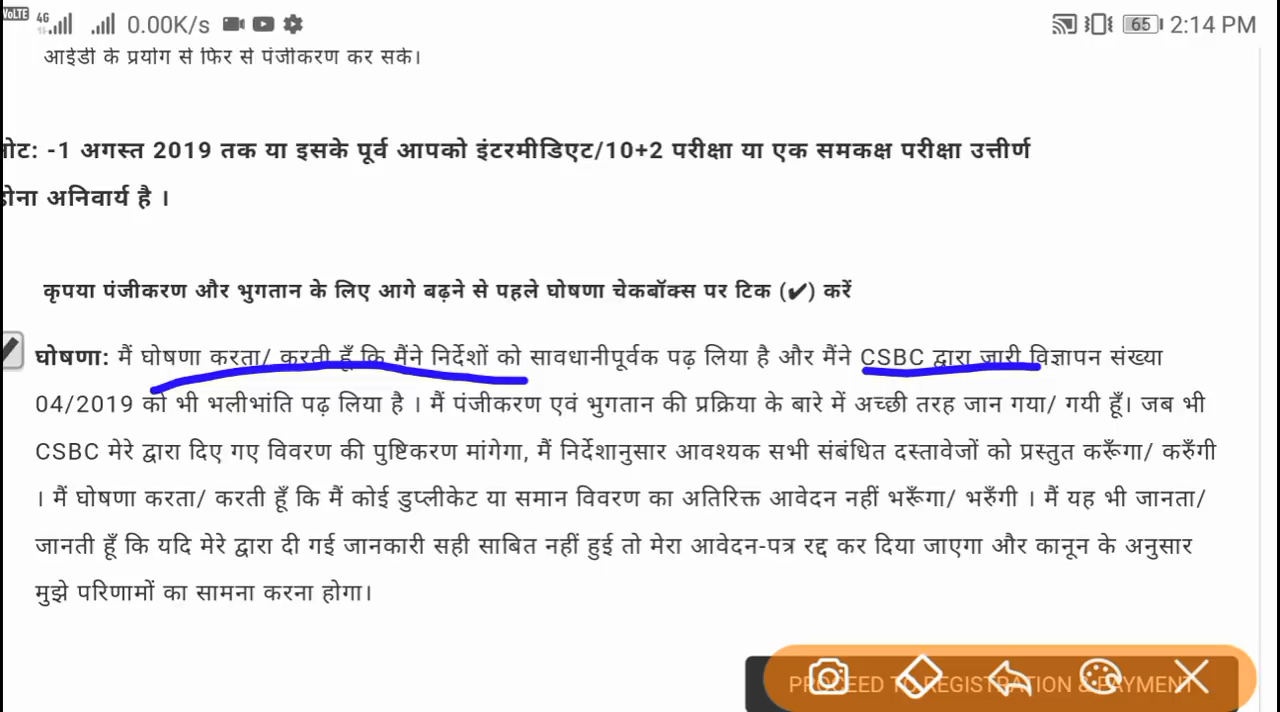 VoLTE 4G 0.00K/s 65 2:14 PM
आईडी के प्रयोग से फिर से पंजीकरण कर सके।
नोट: -1 अगस्त 2019 तक या इसके पूर्व आपको इंटरमीडिएट/10+2 परीक्षा या एक समकक्ष परीक्षा उत्तीर्ण
होना अनिवार्य है ।
कृपया पंजीकरण और भुगतान के लिए आगे बढ़ने से पहले घोषणा चेकबॉक्स पर टिक (✔) करें
घोषणा: मैं घोषणा करता/ करती हूँ कि मैंने निर्देशों को सावधानीपूर्वक पढ़ लिया है और मैंने CSBC द्वारा जारी विज्ञापन संख्या
04/2019 को भी भलीभांति पढ़ लिया है । मैं पंजीकरण एवं भुगतान की प्रक्रिया के बारे में अच्छी तरह जान गया/ गयी हूँ। जब भी
CSBC मेरे द्वारा दिए गए विवरण की पुष्टिकरण मांगेगा, मैं निर्देशानुसार आवश्यक सभी संबंधित दस्तावेजों को प्रस्तुत करूँगा/ करुँगी
। मैं घोषणा करता/ करती हूँ कि मैं कोई डुप्लीकेट या समान विवरण का अतिरिक्त आवेदन नहीं भरूँगा/ भरुँगी । मैं यह भी जानता/
जानती हूँ कि यदि मेरे द्वारा दी गई जानकारी सही साबित नहीं हुई तो मेरा आवेदन-पत्र रद्द कर दिया जाएगा और कानून के अनुसार
मुझे परिणामों का सामना करना होगा।
PROCEED TO REGISTRATION & PAYMENT